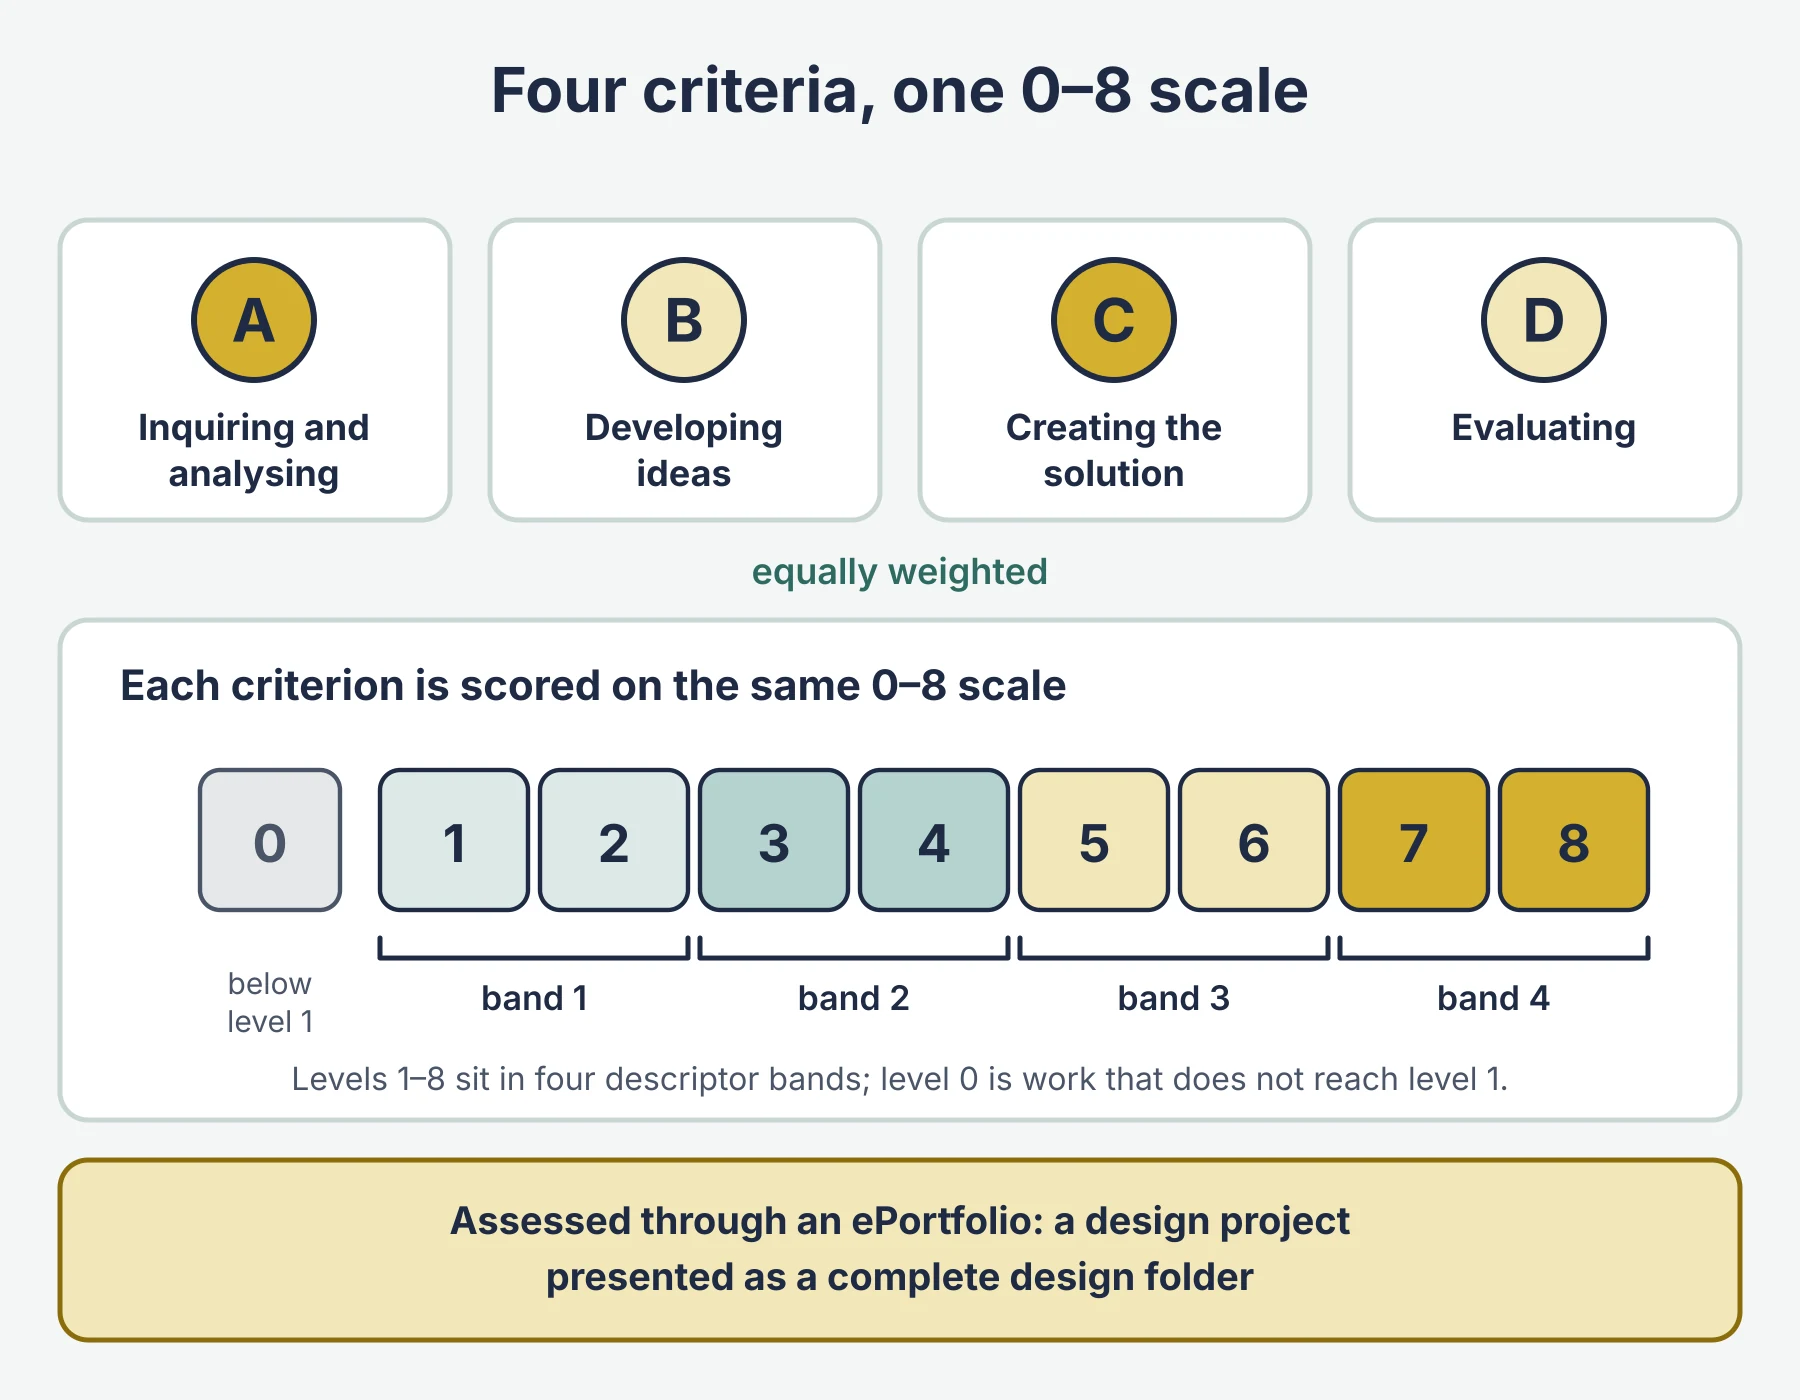 Four criteria, one 0–8 scale
A
B
C
D
Inquiring and
analysing
Developing
ideas
Creating the
solution
Evaluating
equally weighted
Each criterion is scored on the same 0–8 scale
0
1
2
3
4
5
6
7
8
below
level 1
band 1
band 2
band 3
band 4
Levels 1–8 sit in four descriptor bands; level 0 is work that does not reach level 1.
Assessed through an ePortfolio: a design project
presented as a complete design folder